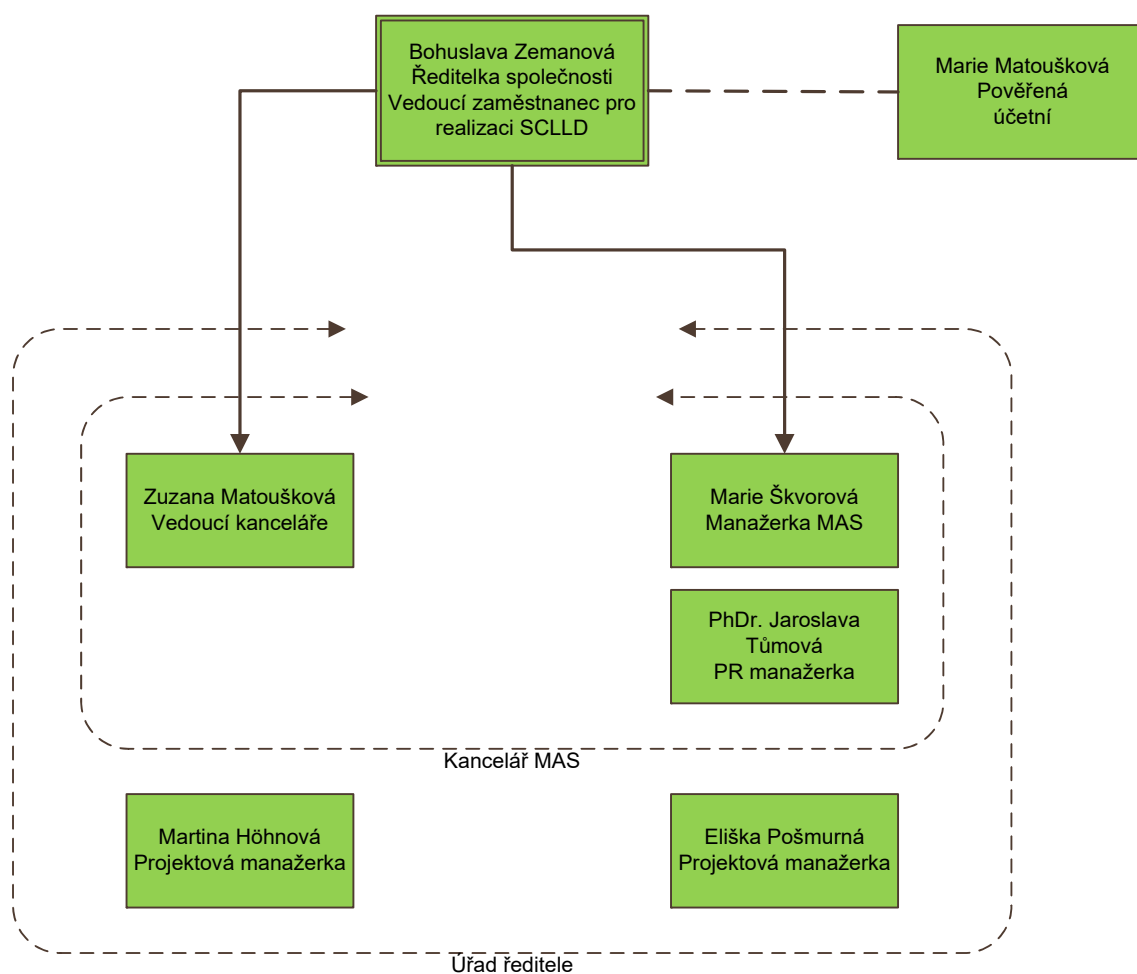 Bohuslava Zemanová
Ředitelka společnosti
Vedoucí zaměstnanec pro
realizaci SCLLD
Marie Matoušková
Pověřená
účetní
Zuzana Matoušková
Vedoucí kanceláře
Marie Škvorová
Manažerka MAS
PhDr. Jaroslava
Tůmová
PR manažerka
Kancelář MAS
Martina Höhnová
Projektová manažerka
Eliška Pošmurná
Projektová manažerka
Úřad ředitele